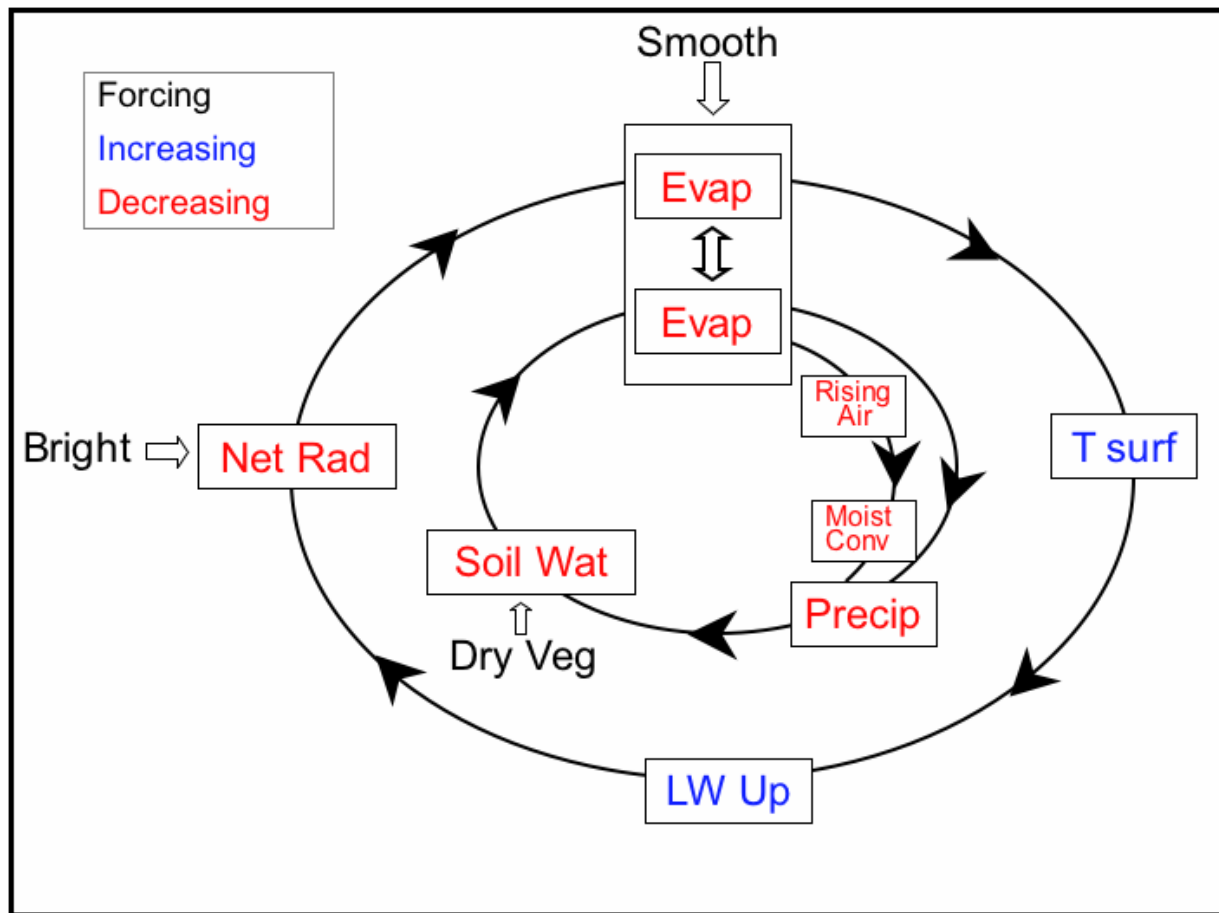 Smooth
Forcing
Increasing
Decreasing
Evap
Evap
Rising
Air
Bright
Net Rad
T surf
Moist
Conv
Soil Wat
Precip
Dry Veg
LW Up